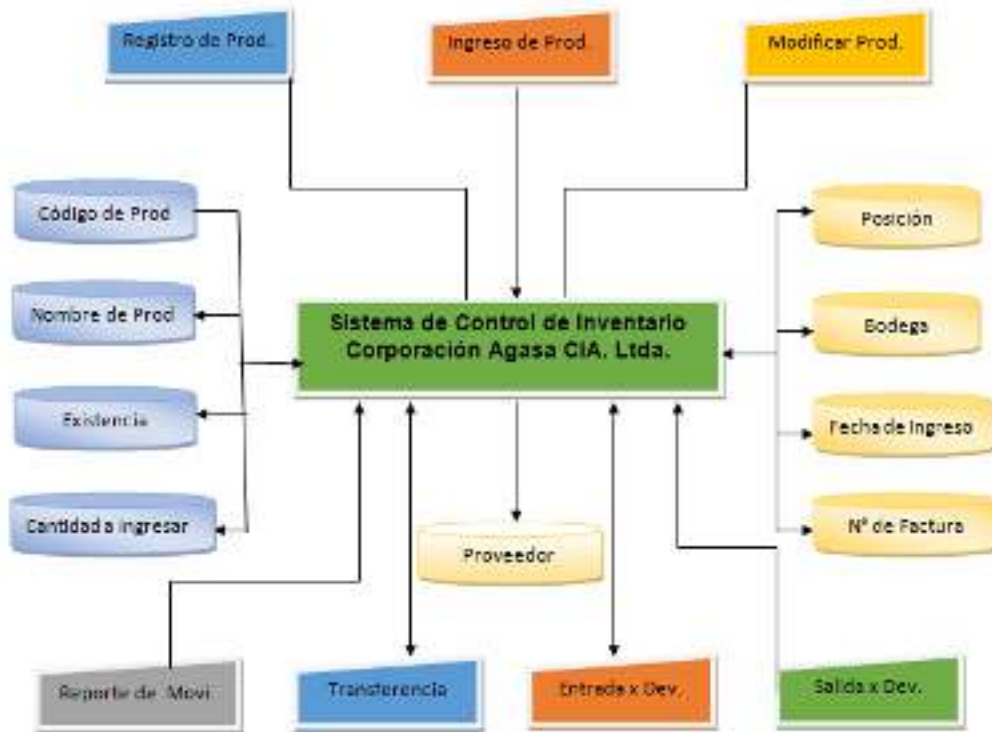 Registro de Prod.
Ingreso de Prod.
Modificar Prod.
Código de Prod
Posición
Nombre de Prod
Bodega
Sistema de Control de Inventario
Corporación Agasa CIA. Ltda.
Existencia
Fecha de Ingreso
Cantidad a Ingresar
N° de Factura
Proveedor
Reporte de Movi.
Transferencia
Entrada x Dev.
Salida x Dev.